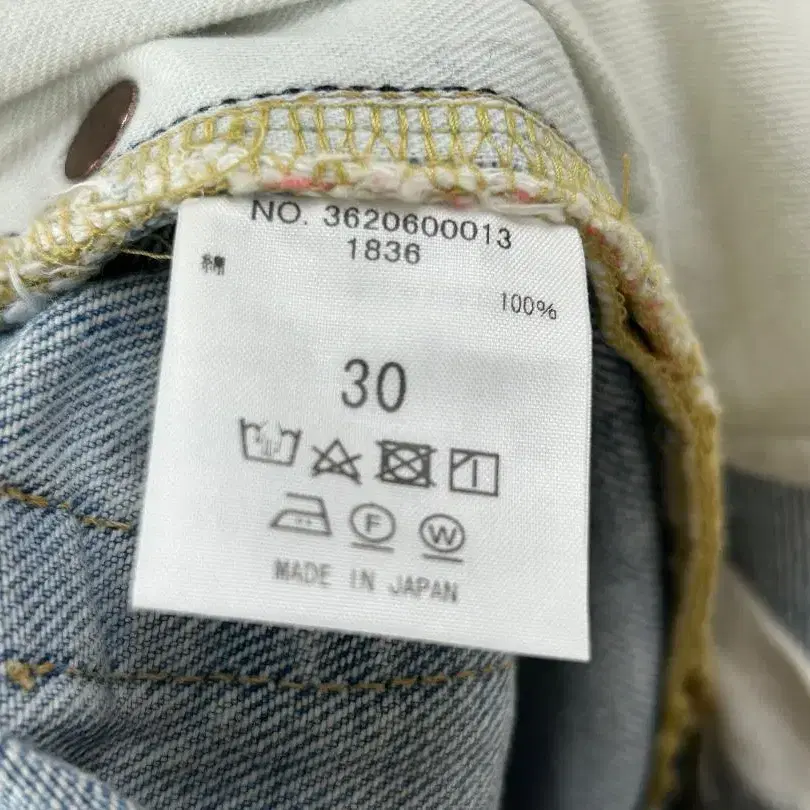 NO. 3620600013
1836
綿
100%
30
F W
MADE IN JAPAN